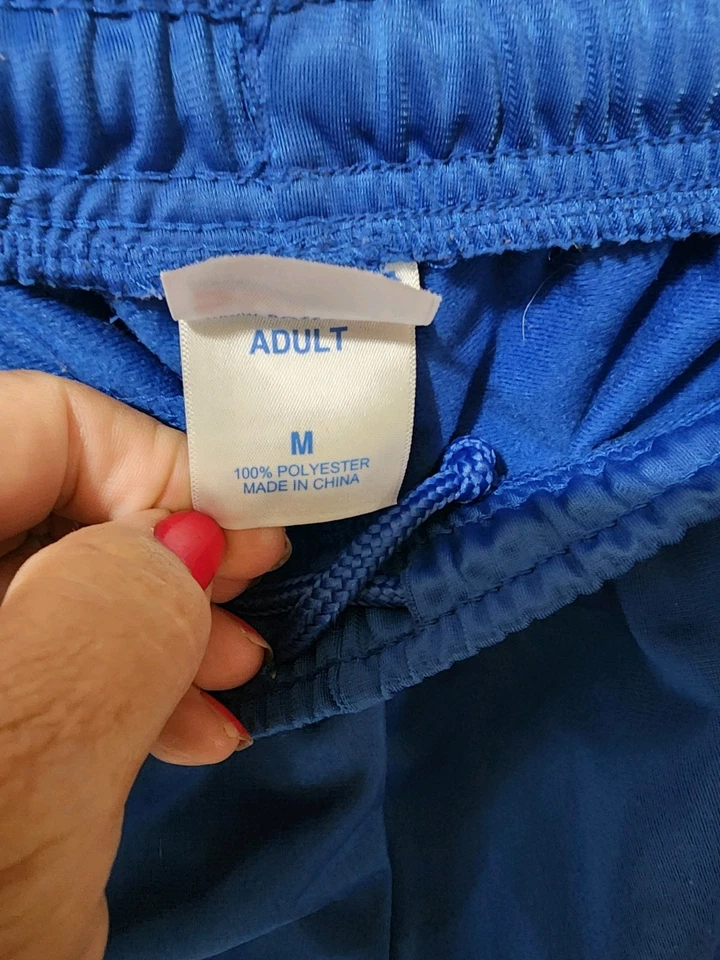 ADULT
M
100% POLYESTER
MADE IN CHINA